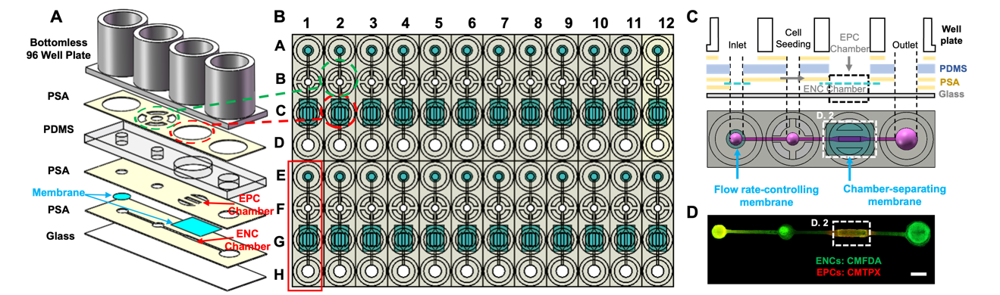 A
Bottomless
96 Well Plate
PSA
PDMS
PSA
Membrane
EPC
Chamber
PSA
ENC
Chamber
Glass
B
1 2 3 4 5 6 7 8 9 10 11 12
A
B
C
D
E
F
G
H
C
Inlet
Cell
Seeding
EPC
Chamber
Outlet
Well
plate
PDMS
PSA
ENC Chamber
Glass
D. 2
Flow rate-controlling
membrane
Chamber-separating
membrane
D
D. 2
ENCs: CMFDA
EPCs: CMTPX